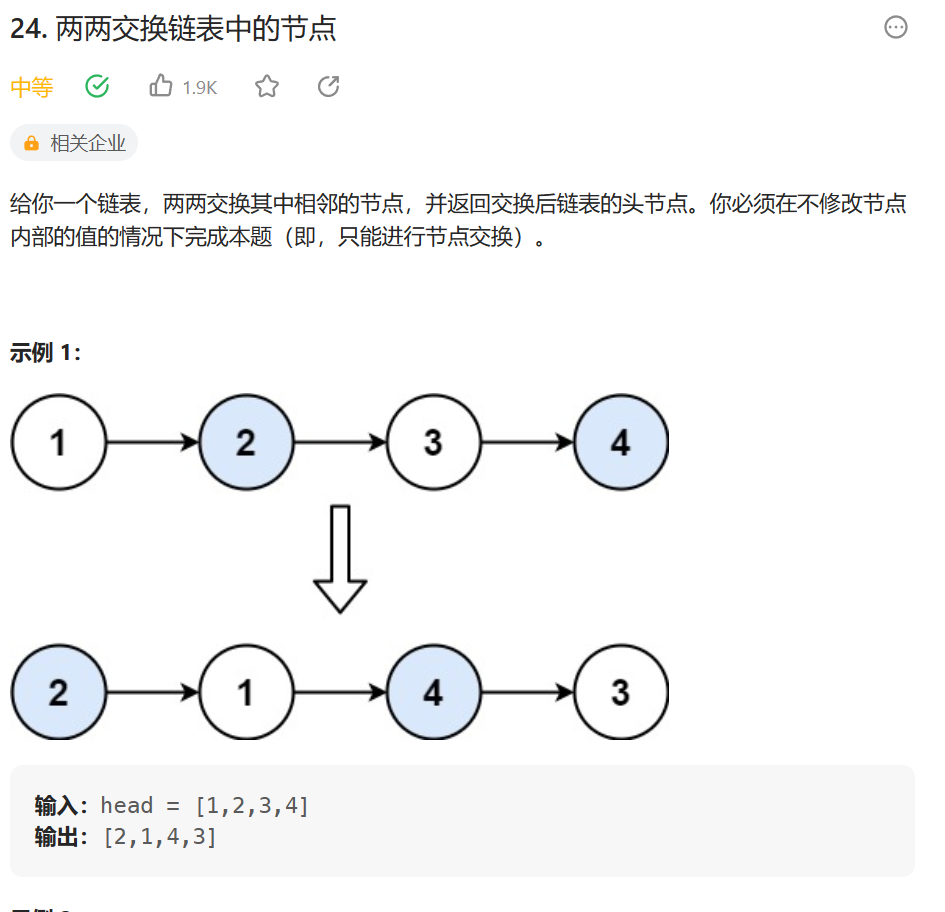 24. 两两交换链表中的节点
中等 1.9K
相关企业
给你一个链表，两两交换其中相邻的节点，并返回交换后链表的头节点。你必须在不修改节点
内部的值的情况下完成本题（即，只能进行节点交换）。
示例 1：
1 2 3 4
2 1 4 3
输入：head = [1,2,3,4]
输出：[2,1,4,3]